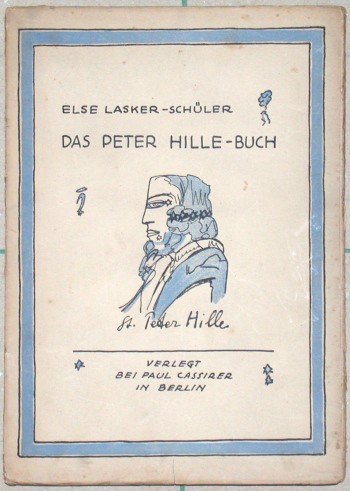 ELSE LASKER-SCHÜLER
DAS PETER HILLE-BUCH
St. Peter Hille
VERLEGT
BEI PAUL CASSIRER
IN BERLIN